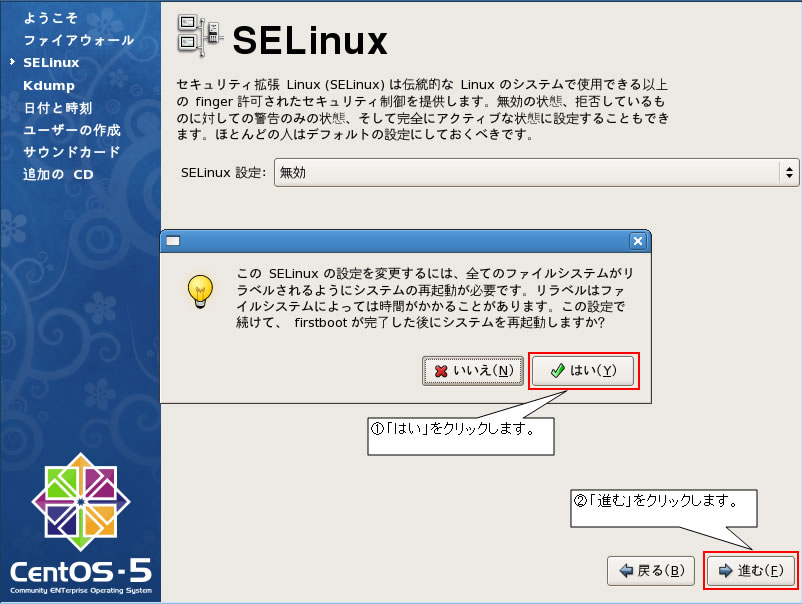 ようこそ
ファイアウォール
SELinux
Kdump
日付と時刻
ユーザーの作成
サウンドカード
追加の CD
SELinux
セキュリティ拡張 Linux (SELinux) は伝統的な Linux のシステムで使用できる以上
の finger 許可されたセキュリティ制御を提供します。無効の状態、拒否しているも
のに対しての警告のみの状態、そして完全にアクティブな状態に設定することもでき
ます。ほとんどの人はデフォルトの設定にしておくべきです。
SELinux 設定: 無効
この SELinux の設定を変更するには、全てのファイルシステムがリ
ラベルされるようにシステムの再起動が必要です。リラベルはファ
イルシステムによっては時間がかかることがあります。この設定で
続けて、 firstboot が完了した後にシステムを再起動しますか?
いいえ(N) はい(Y)
①「はい」をクリックします。
②「進む」をクリックします。
戻る(B) 進む(F)
CentOS-5
Community ENTerprise Operating System